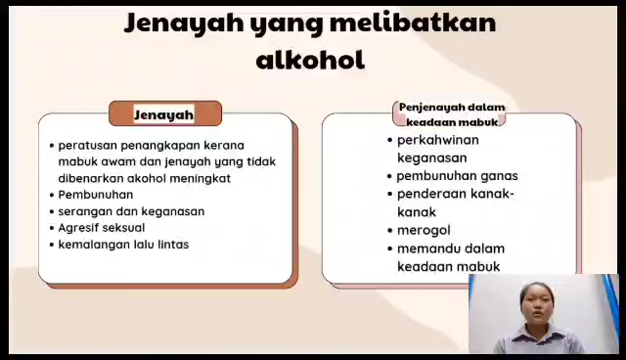 Jenayah yang melibatkan
alkohol
Jenayah
• peratusan penangkapan kerana
mabuk awam dan jenayah yang tidak
dibenarkan akohol meningkat
• Pembunuhan
• serangan dan keganasan
• Agresif seksual
• kemalangan lalu lintas
Penjenayah dalam
keadaan mabuk
• perkahwinan
keganasan
• pembunuhan ganas
• penderaan kanak-
kanak
• merogol
• memandu dalam
keadaan mabuk